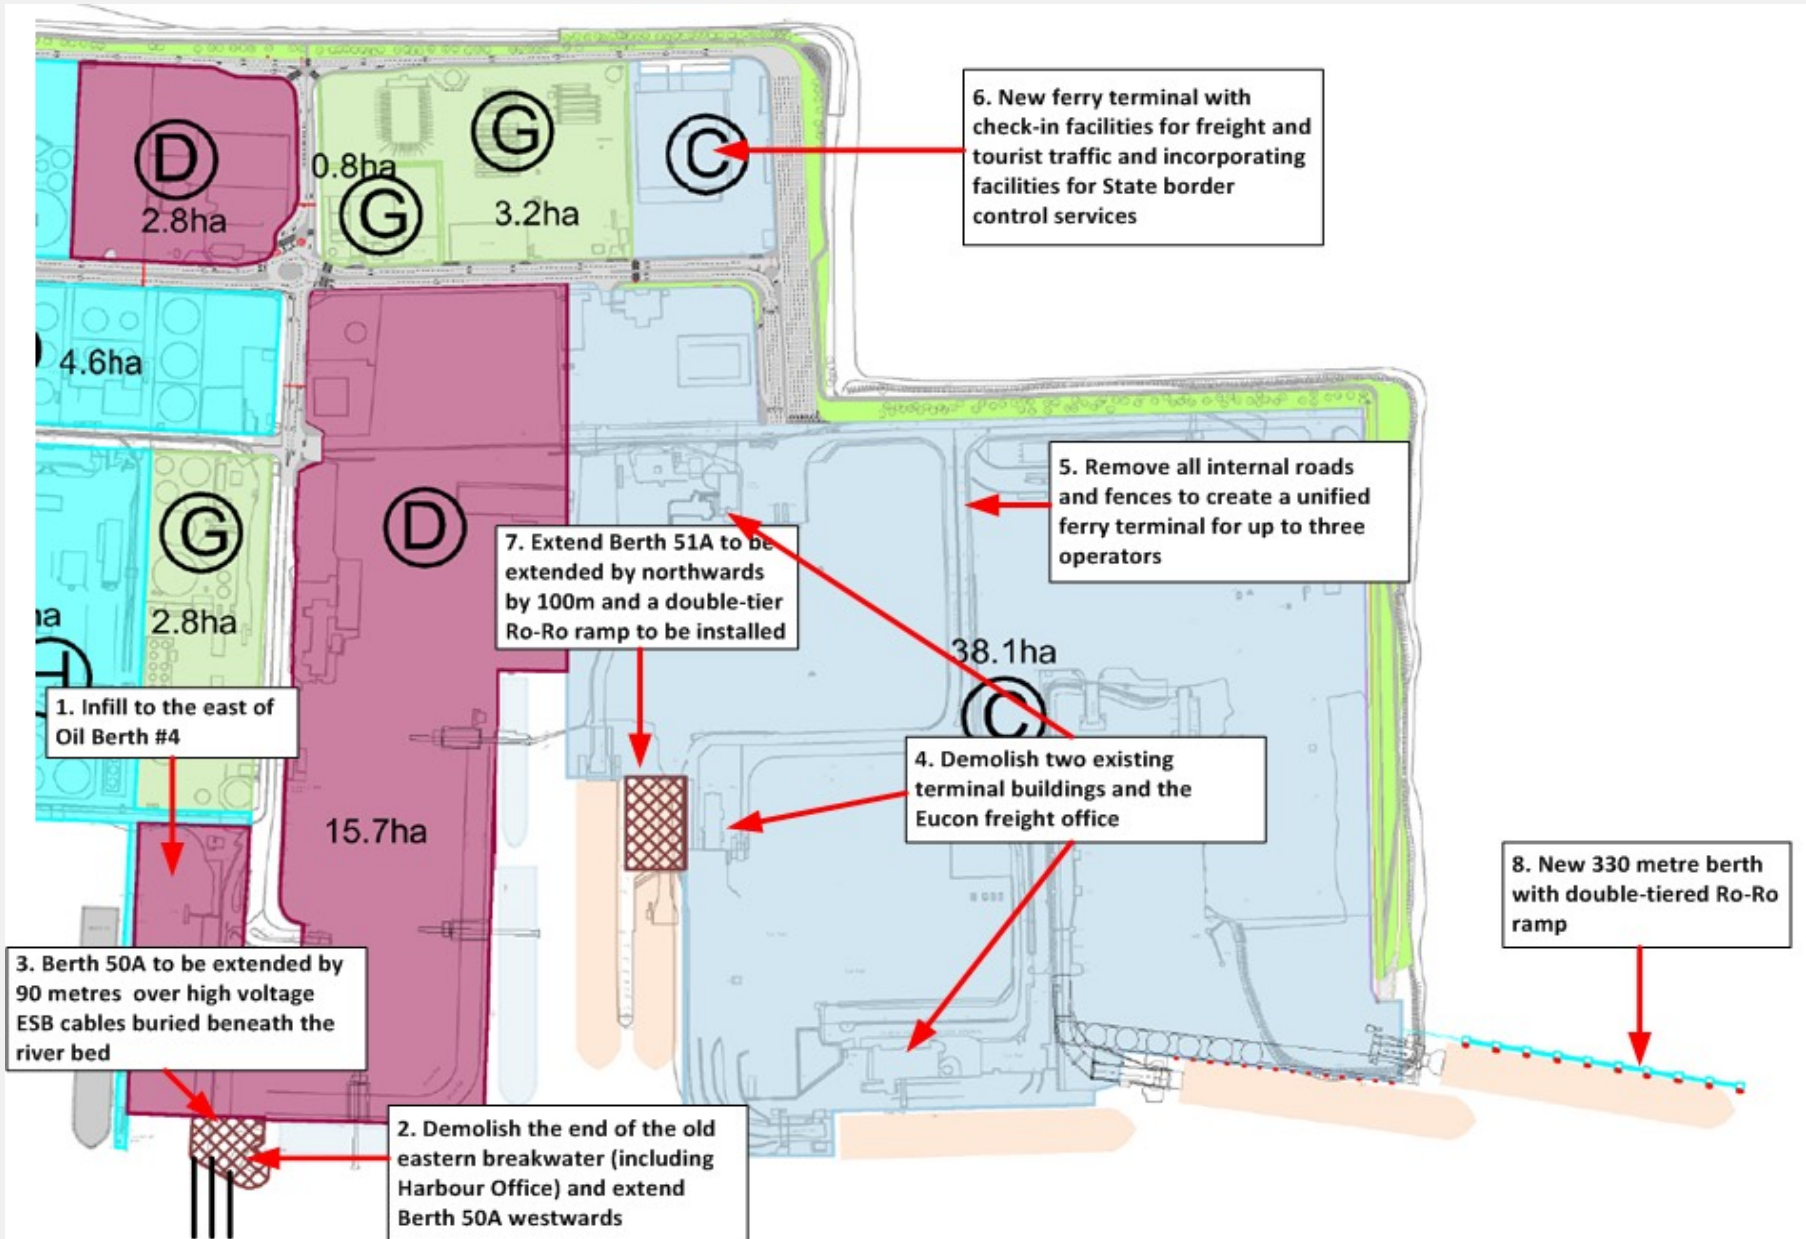 D
2.8ha
0.8ha
G
G
3.2ha
C
6. New ferry terminal with
check-in facilities for freight and
tourist traffic and incorporating
facilities for State border
control services
4.6ha
G
2.8ha
D
7. Extend Berth 51A to be
extended by northwards
by 100m and a double-tier
Ro-Ro ramp to be installed
5. Remove all internal roads
and fences to create a unified
ferry terminal for up to three
operators
38.1ha
C
1. Infill to the east of
Oil Berth #4
15.7ha
4. Demolish two existing
terminal buildings and the
Eucon freight office
8. New 330 metre berth
with double-tiered Ro-Ro
ramp
3. Berth 50A to be extended by
90 metres over high voltage
ESB cables buried beneath the
river bed
2. Demolish the end of the old
eastern breakwater (including
Harbour Office) and extend
Berth 50A westwards